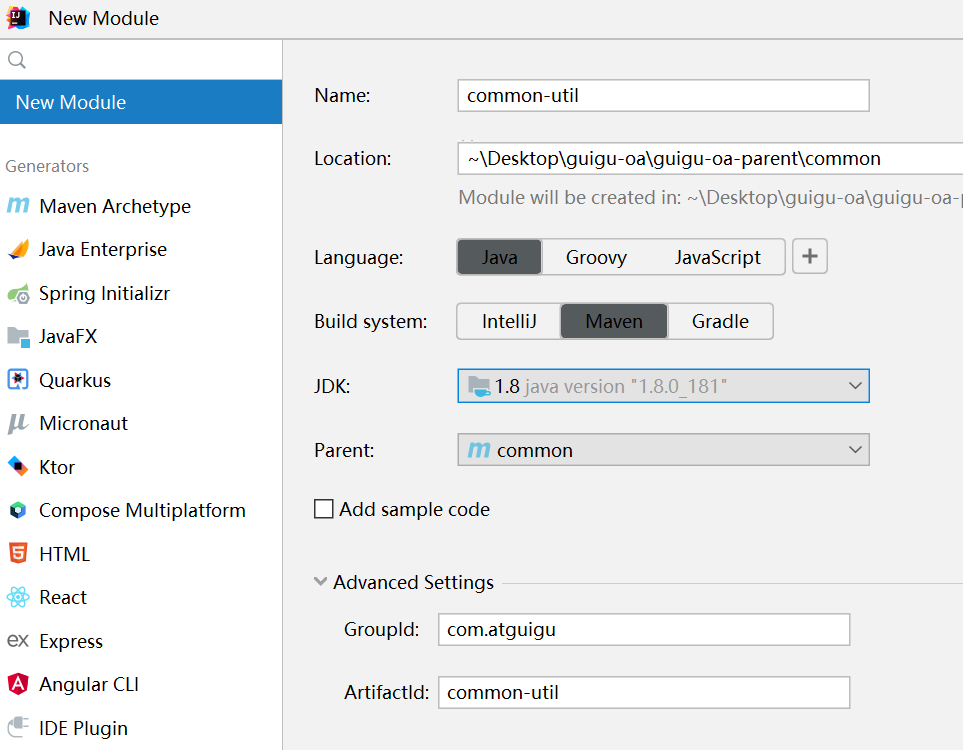 New Module
New Module
Generators
Maven Archetype
Java Enterprise
Spring Initializr
JavaFX
Quarkus
Micronaut
Ktor
Compose Multiplatform
HTML
React
Express
Angular CLI
IDE Plugin
Name: common-util
Location: ~\Desktop\guigu-oa\guigu-oa-parent\common
Module will be created in: ~\Desktop\guigu-oa\guigu-oa-p
Language: Java Groovy JavaScript +
Build system: IntelliJ Maven Gradle
JDK: 1.8 java version "1.8.0_181"
Parent: common
Add sample code
Advanced Settings
GroupId: com.atguigu
ArtifactId: common-util